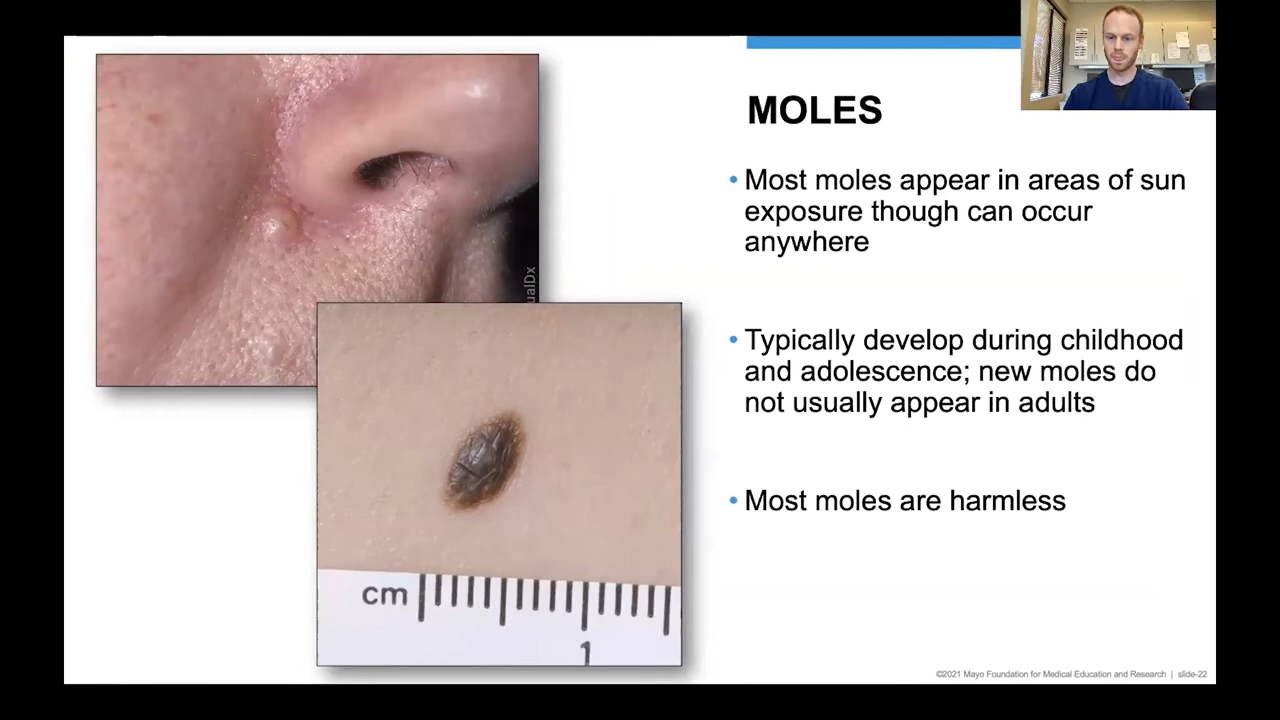 MOLES
• Most moles appear in areas of sun
exposure though can occur
anywhere
• Typically develop during childhood
and adolescence; new moles do
not usually appear in adults
• Most moles are harmless
ualDx
cm
1
©2021 Mayo Foundation for Medical Education and Research | slide-22